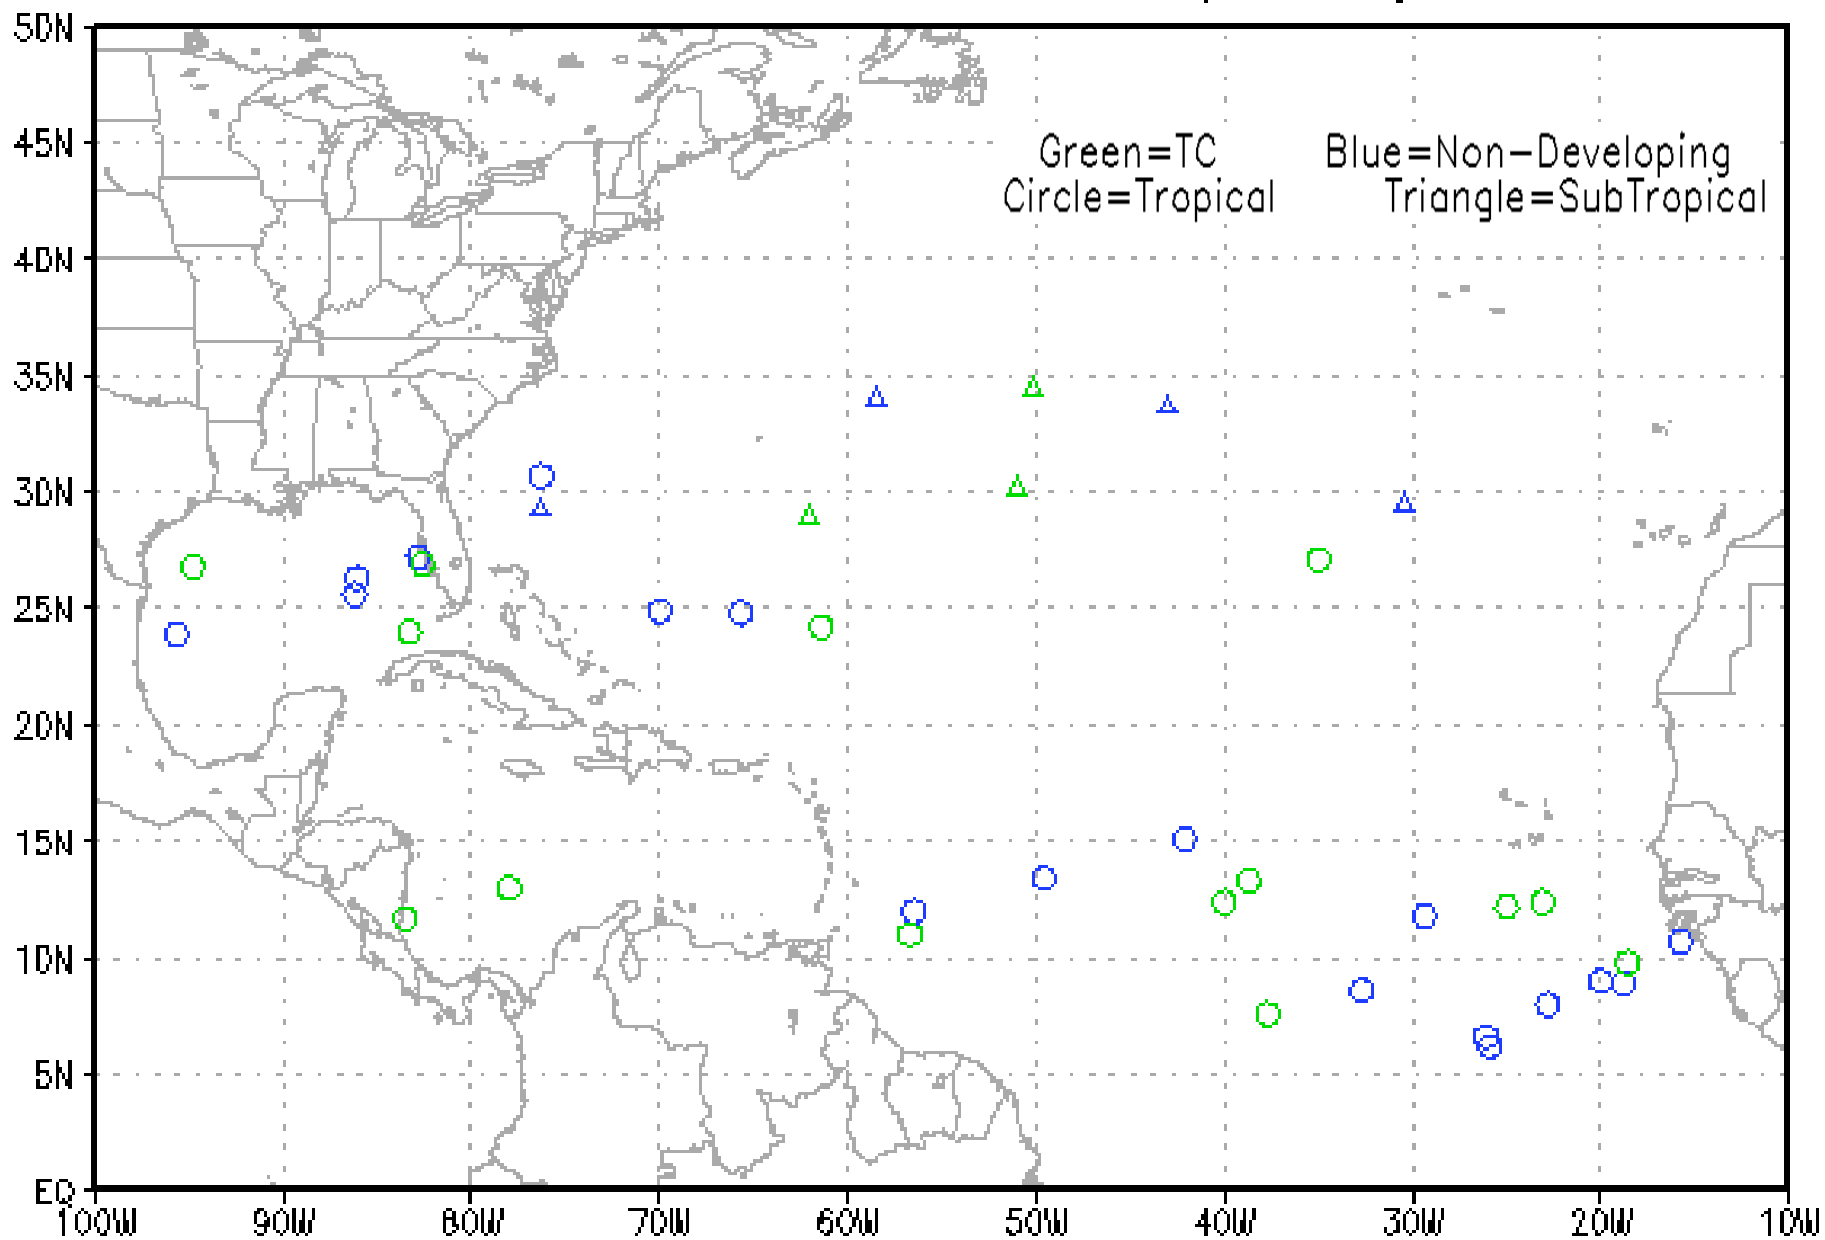 50N
45N
Green=TC Blue=Non-Developing
Circle=Tropical Triangle=SubTropical
40N
35N
30N
25N
20N
15N
10N
5N
EQ
100W 90W 80W 70W 60W 50W 40W 30W 20W 10W